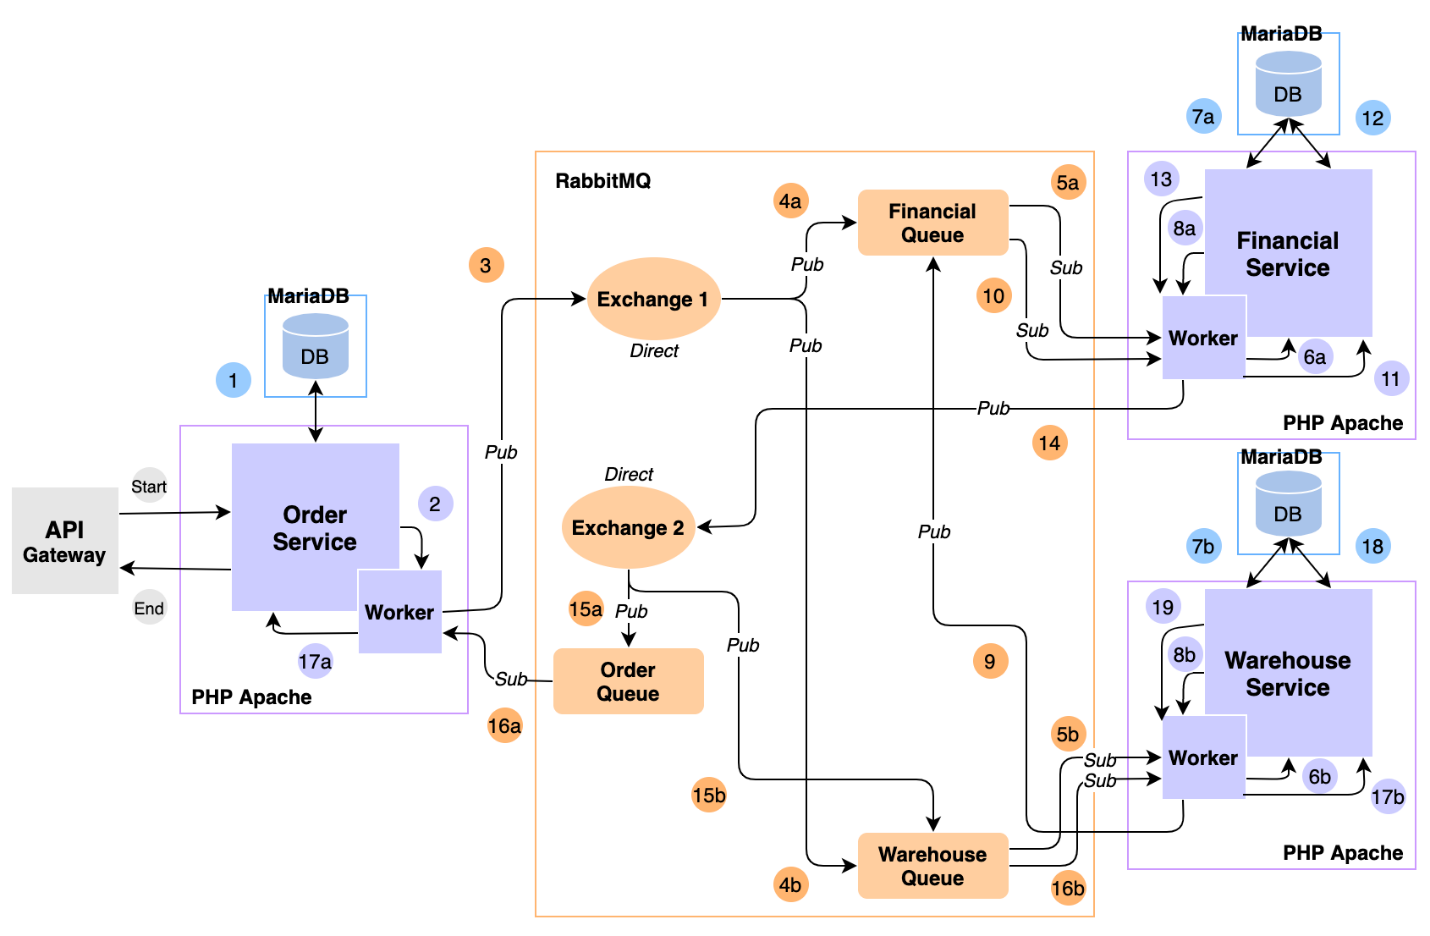 MariaDB
DB
7a
12
RabbitMQ
4a
5a
13
8a
Financial
Queue
Financial
Service
3
Pub
Sub
10
MariaDB
Exchange 1
Direct
Pub
Sub
Worker
6a
11
DB
1
Pub
14
PHP Apache
Pub
MariaDB
Direct
Start
2
API
Gateway
Order
Service
Exchange 2
Pub
DB
7b
18
End
Worker
15a
Pub
Pub
19
17a
8b
Order
Queue
9
Warehouse
Service
Sub
PHP Apache
16a
5b
Sub
Sub
Worker
6b
15b
17b
Warehouse
Queue
4b
16b
PHP Apache